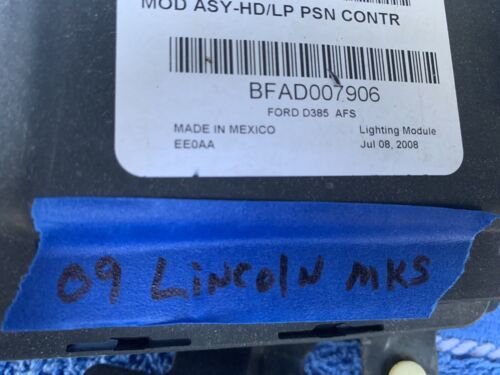 MOD ASY-HD/LP PSN CONTR
BFAD007906
FORD D385 AFS
MADE IN MEXICO Lighting Module
EE0AA Jul 08, 2008
09 LINCOLN MKS